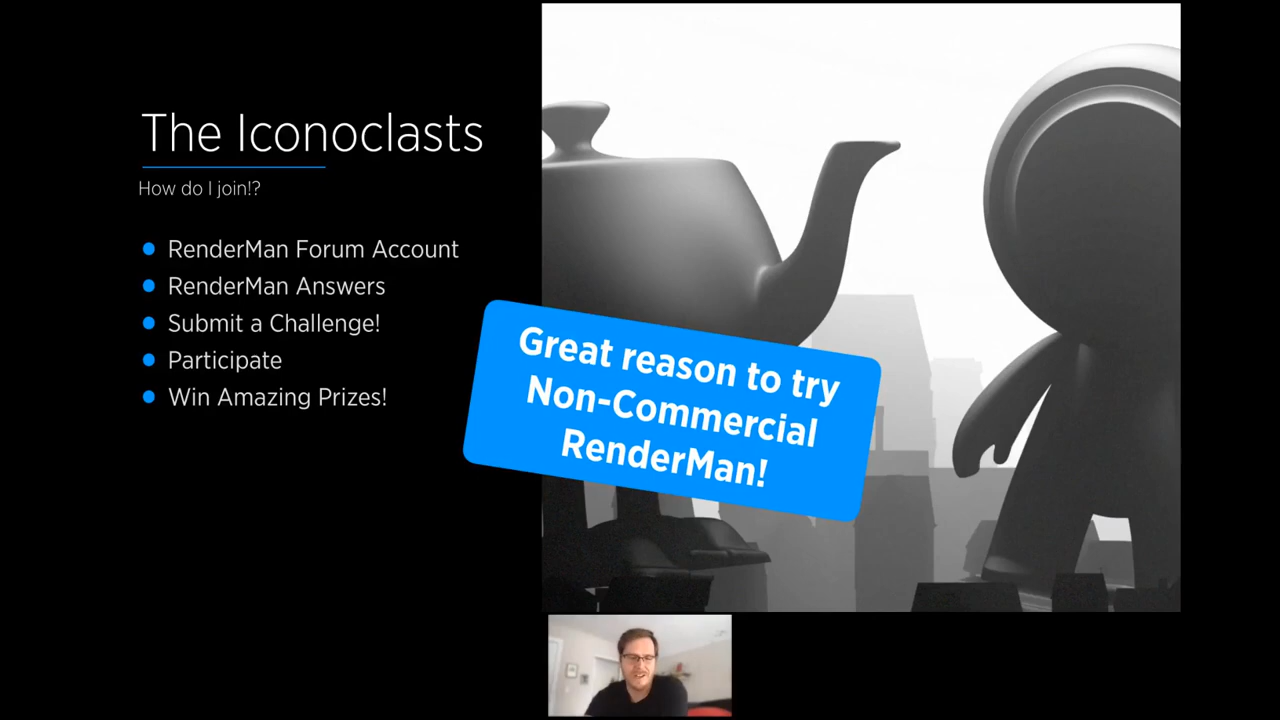 The Iconoclasts
How do I join!?
RenderMan Forum Account
RenderMan Answers
Submit a Challenge!
Participate
Win Amazing Prizes!
Great reason to try
Non-Commercial
RenderMan!